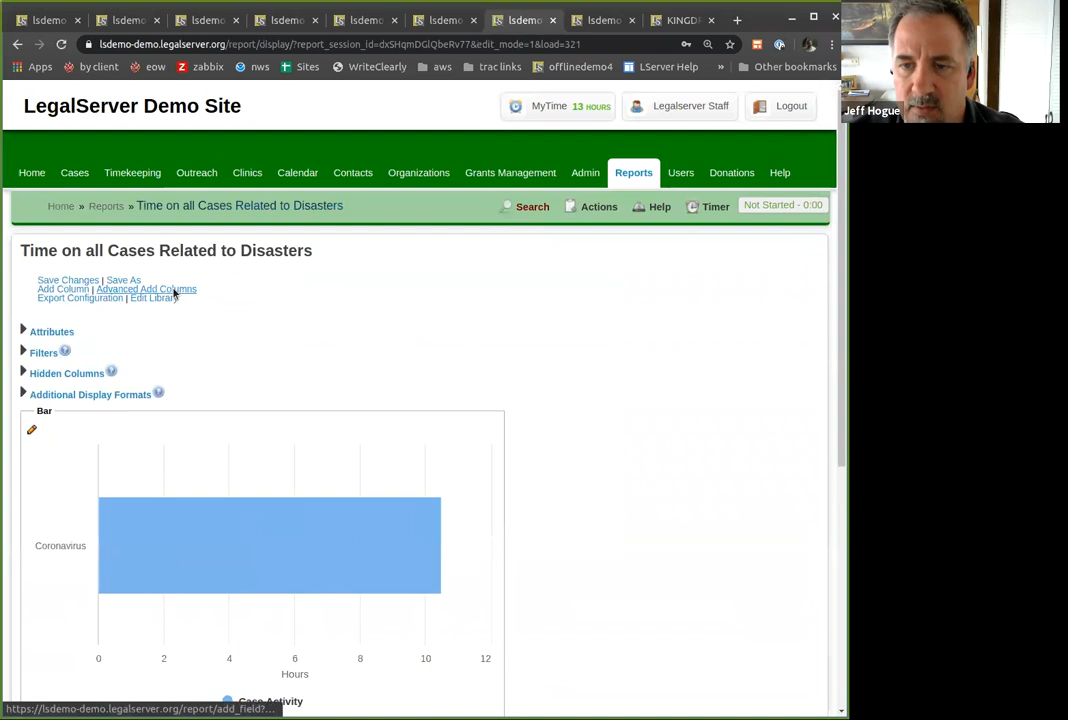 lsdemo- × lsdemo- × lsdemo × lsdemo × lsdemo × lsdemo × lsdemo × lsdemo × KINGD × +
lsdemo-demo.legalserver.org/report/display/?report_session_id=dxSHqmDGlQbeRv77&edit_mode=1&load=321
Apps by client eow zabbix nws Sites WriteClearly aws trac links offlinedemo4 LServer Help » Other bookmarks
Jeff Hogue
LegalServer Demo Site
MyTime 13 HOURS Legalserver Staff Logout
Home Cases Timekeeping Outreach Clinics Calendar Contacts Organizations Grants Management Admin Reports Users Donations Help
Home » Reports » Time on all Cases Related to Disasters Search Actions Help Timer Not Started - 0:00
Time on all Cases Related to Disasters
Save Changes | Save As
Add Column | Advanced Add Columns
Export Configuration | Edit Library
Attributes
Filters
Hidden Columns
Additional Display Formats
Bar
Coronavirus
0 2 4 6 8 10 12
Hours
Case Activity
https://lsdemo-demo.legalserver.org/report/add_field?...